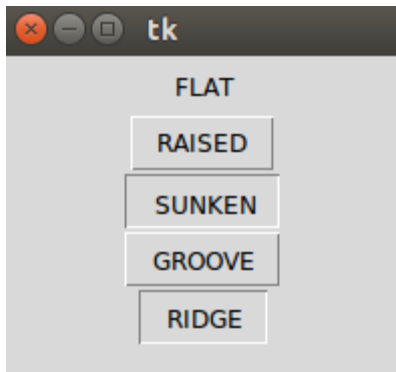 tk
FLAT
RAISED
SUNKEN
GROOVE
RIDGE